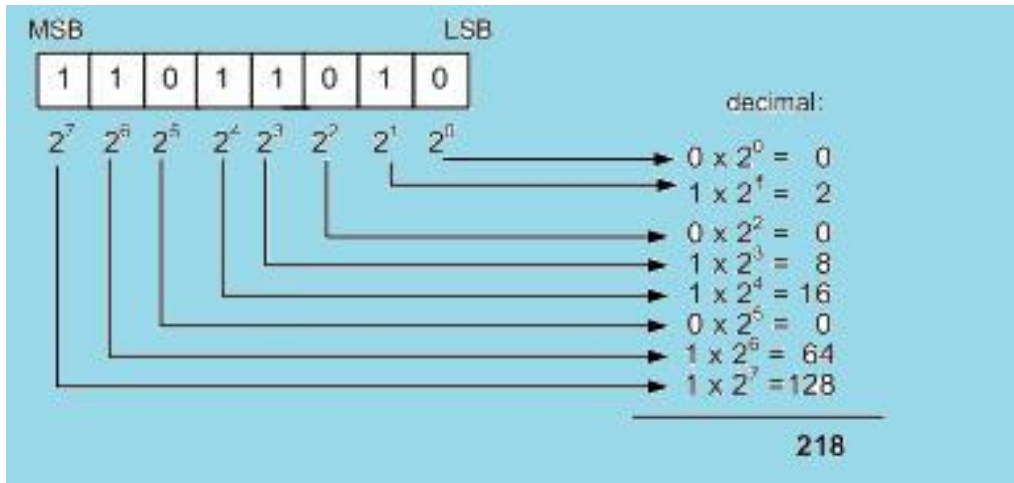 MSB LSB
1 1 0 1 1 0 1 0
2⁷ 2⁶ 2⁵ 2⁴ 2³ 2² 2¹ 2⁰
decimal:
0 x 2⁰ = 0
1 x 2¹ = 2
0 x 2² = 0
1 x 2³ = 8
1 x 2⁴ = 16
0 x 2⁵ = 0
1 x 2⁶ = 64
1 x 2⁷ =128
218